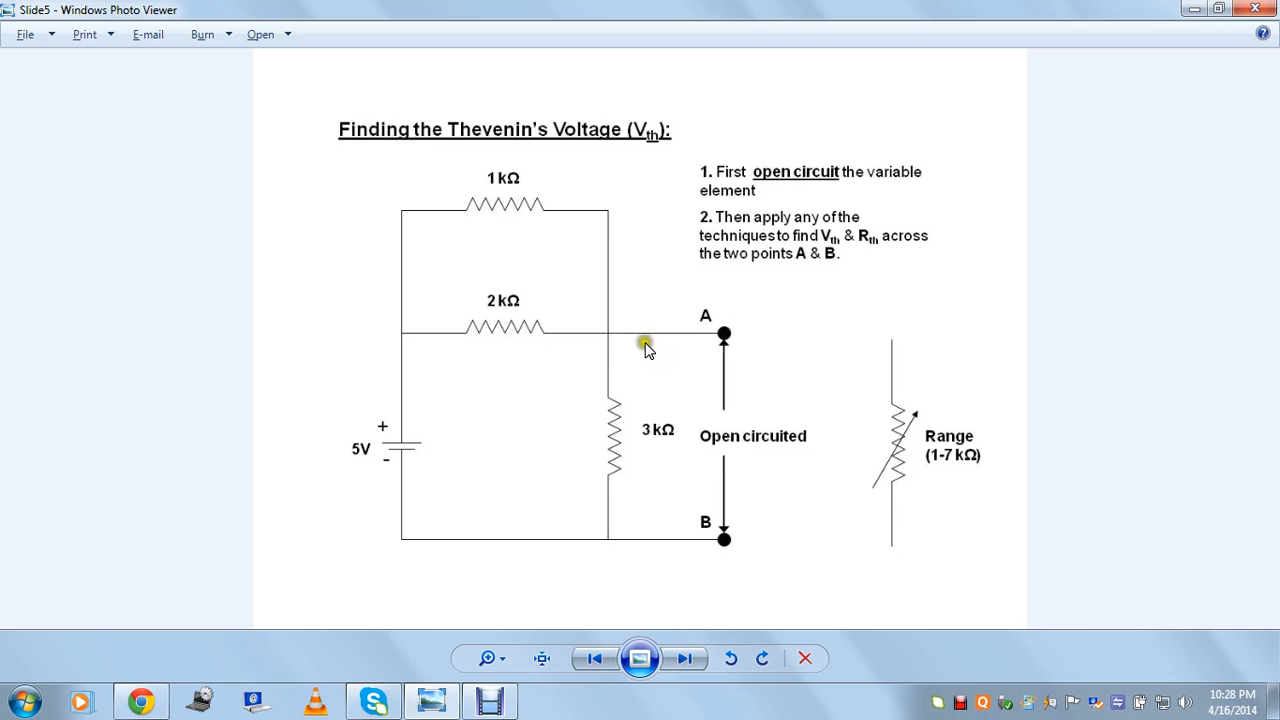 Slide5 - Windows Photo Viewer
File Print E-mail Burn Open
Finding the Thevenin's Voltage (Vth):
1 kΩ
1. First open circuit the variable
element
2. Then apply any of the
techniques to find Vth & Rth across
the two points A & B.
2 kΩ
A
+
5V
-
3 kΩ
Open circuited
Range
(1-7 kΩ)
B
10:28 PM
4/16/2014